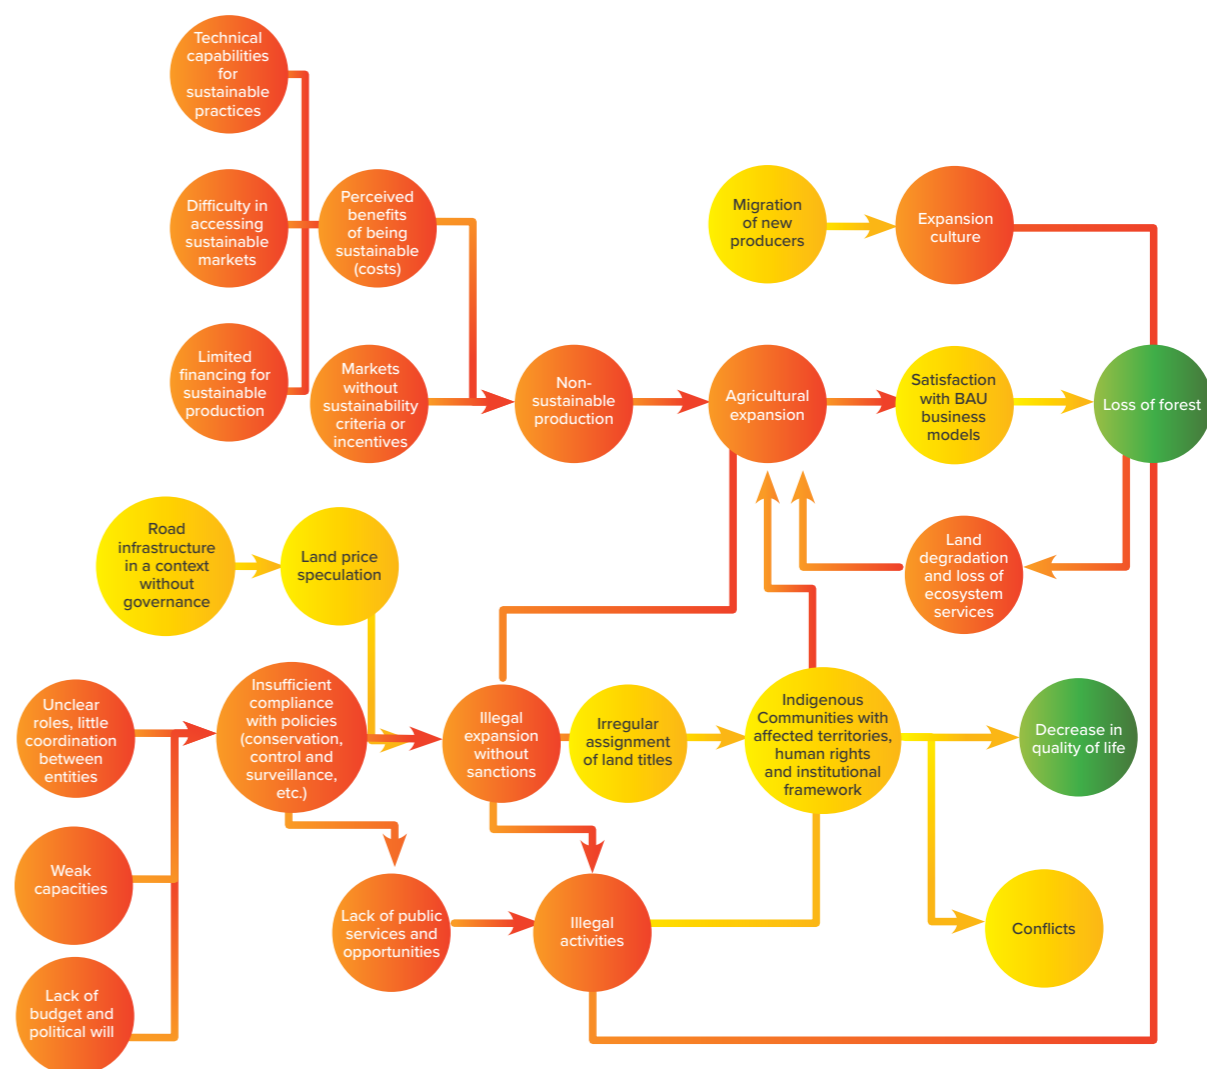 Technical
capabilities
for
sustainable
practices
Difficulty in
accessing
sustainable
markets
Perceived
benefits
of being
sustainable
(costs)
Migration
of new
producers
Expansion
culture
Limited
financing for
sustainable
production
Markets
without
sustainability
criteria or
incentives
Non-
sustainable
production
Agricultural
expansion
Satisfaction
with BAU
business
models
Loss of forest
Road
infrastructure
in a context
without
governance
Land price
speculation
Land
degradation
and loss of
ecosystem
services
Unclear
roles, little
coordination
between
entities
Insufficient
compliance
with policies
(conservation,
control and
surveillance,
etc.)
Illegal
expansion
without
sanctions
Irregular
assignment
of land titles
Indigenous
Communities with
affected territories,
human rights
and institutional
framework
Decrease in
quality of life
Weak
capacities
Lack of public
services and
opportunities
Illegal
activities
Conflicts
Lack of
budget and
political will